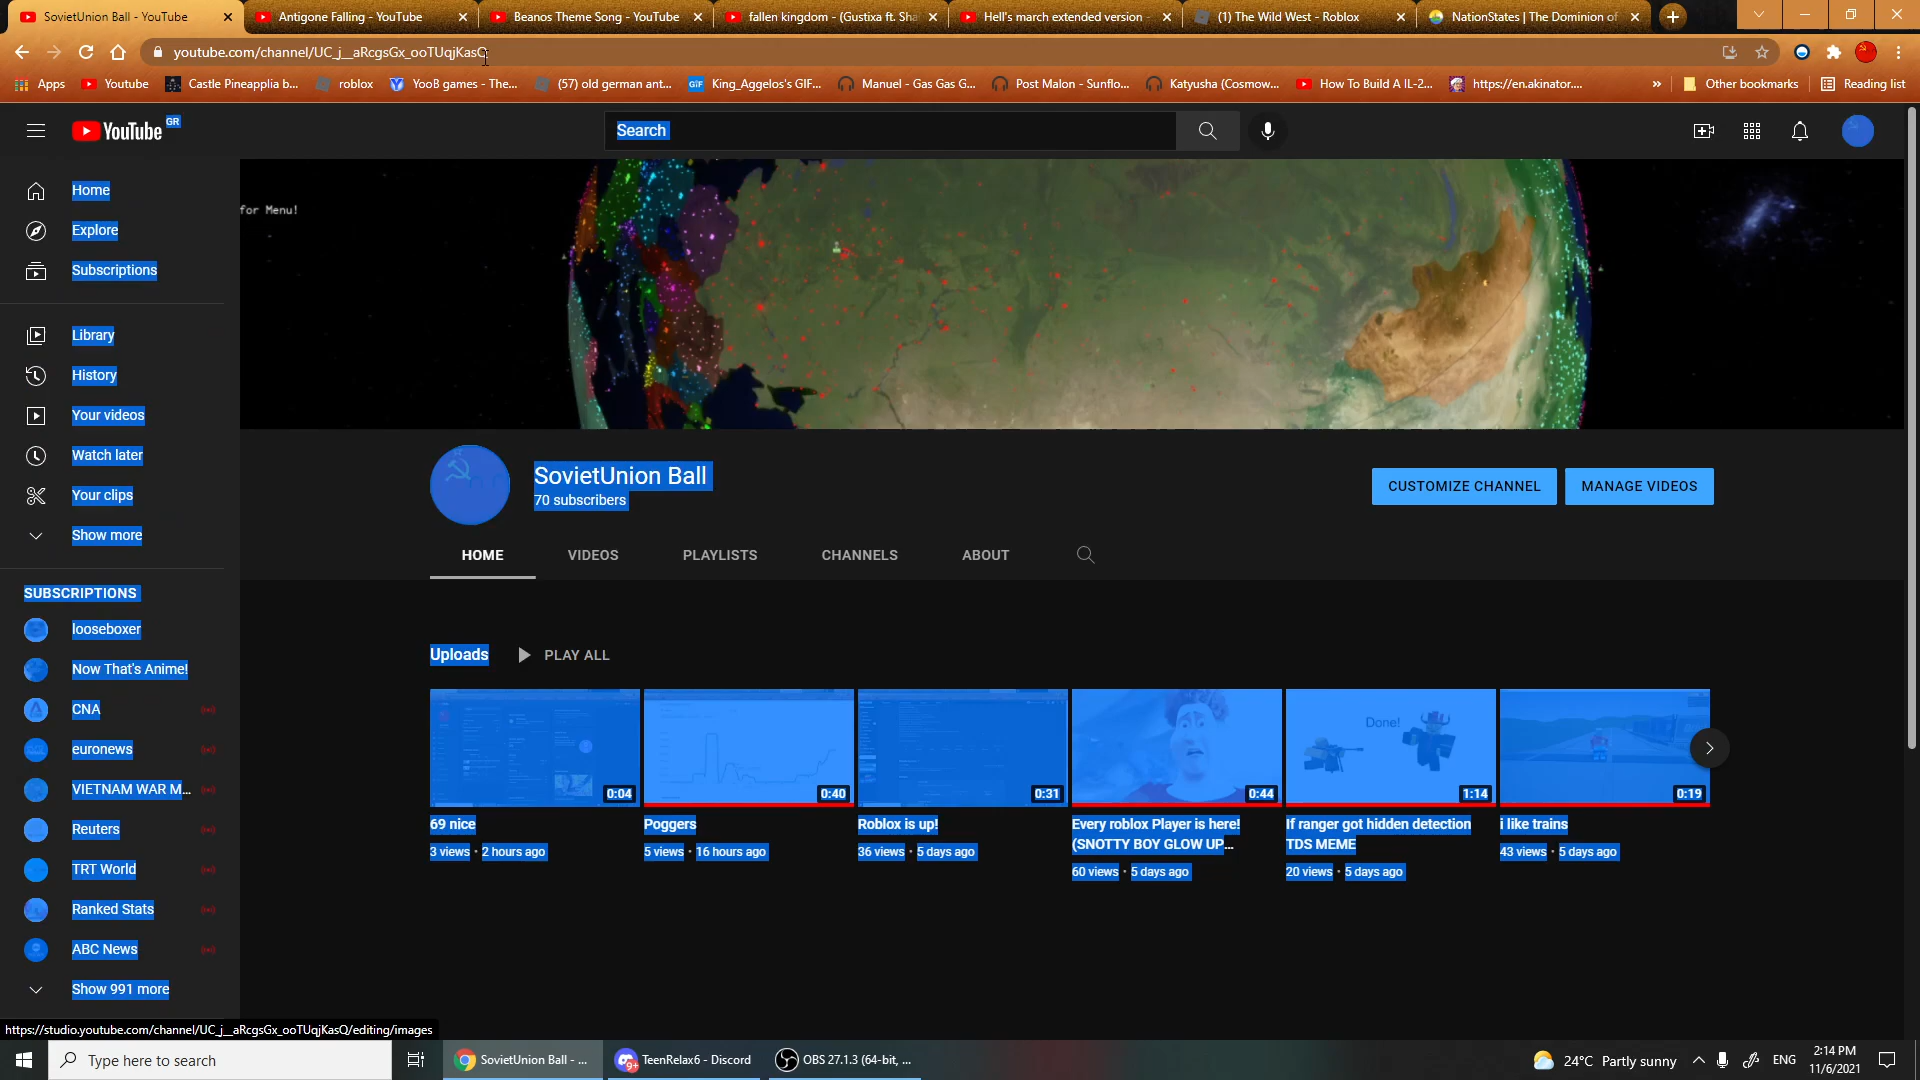 SovietUnion Ball - YouTube
Antigone Falling - YouTube
Beanos Theme Song - YouTube
fallen kingdom - (Gustixa ft. Sha
Hell's march extended version -
(1) The Wild West - Roblox
NationStates | The Dominion of
youtube.com/channel/UC_j__aRcgsGx_ooTUqjKasQ
Apps
Youtube
Castle Pineapplia b...
roblox
YooB games - The...
(57) old german ant...
GIF
King_Aggelos's GIF...
Manuel - Gas Gas G...
Post Malon - Sunflo...
Katyusha (Cosmow...
How To Build A IL-2...
https://en.akinator....
»
Other bookmarks
Reading list
YouTube GR
Search
Home
Explore
Subscriptions
Library
History
Your videos
Watch later
Your clips
Show more
SUBSCRIPTIONS
looseboxer
Now That's Anime!
CNA
euronews
VIETNAM WAR M...
Reuters
TRT World
Ranked Stats
ABC News
Show 991 more
for Menu!
SovietUnion Ball
70 subscribers
CUSTOMIZE CHANNEL
MANAGE VIDEOS
HOME
VIDEOS
PLAYLISTS
CHANNELS
ABOUT
Uploads
PLAY ALL
0:04
0:40
0:31
0:44
Done!
1:14
0:19
69 nice
3 views • 2 hours ago
Poggers
5 views • 16 hours ago
Roblox is up!
36 views • 5 days ago
Every roblox Player is here!
(SNOTTY BOY GLOW UP...
60 views • 5 days ago
If ranger got hidden detection
TDS MEME
20 views • 5 days ago
i like trains
43 views • 5 days ago
https://studio.youtube.com/channel/UC_j__aRcgsGx_ooTUqjKasQ/editing/images
Type here to search
SovietUnion Ball - ...
9+
TeenRelax6 - Discord
OBS 27.1.3 (64-bit, ...
24°C Partly sunny
ENG
2:14 PM
11/6/2021